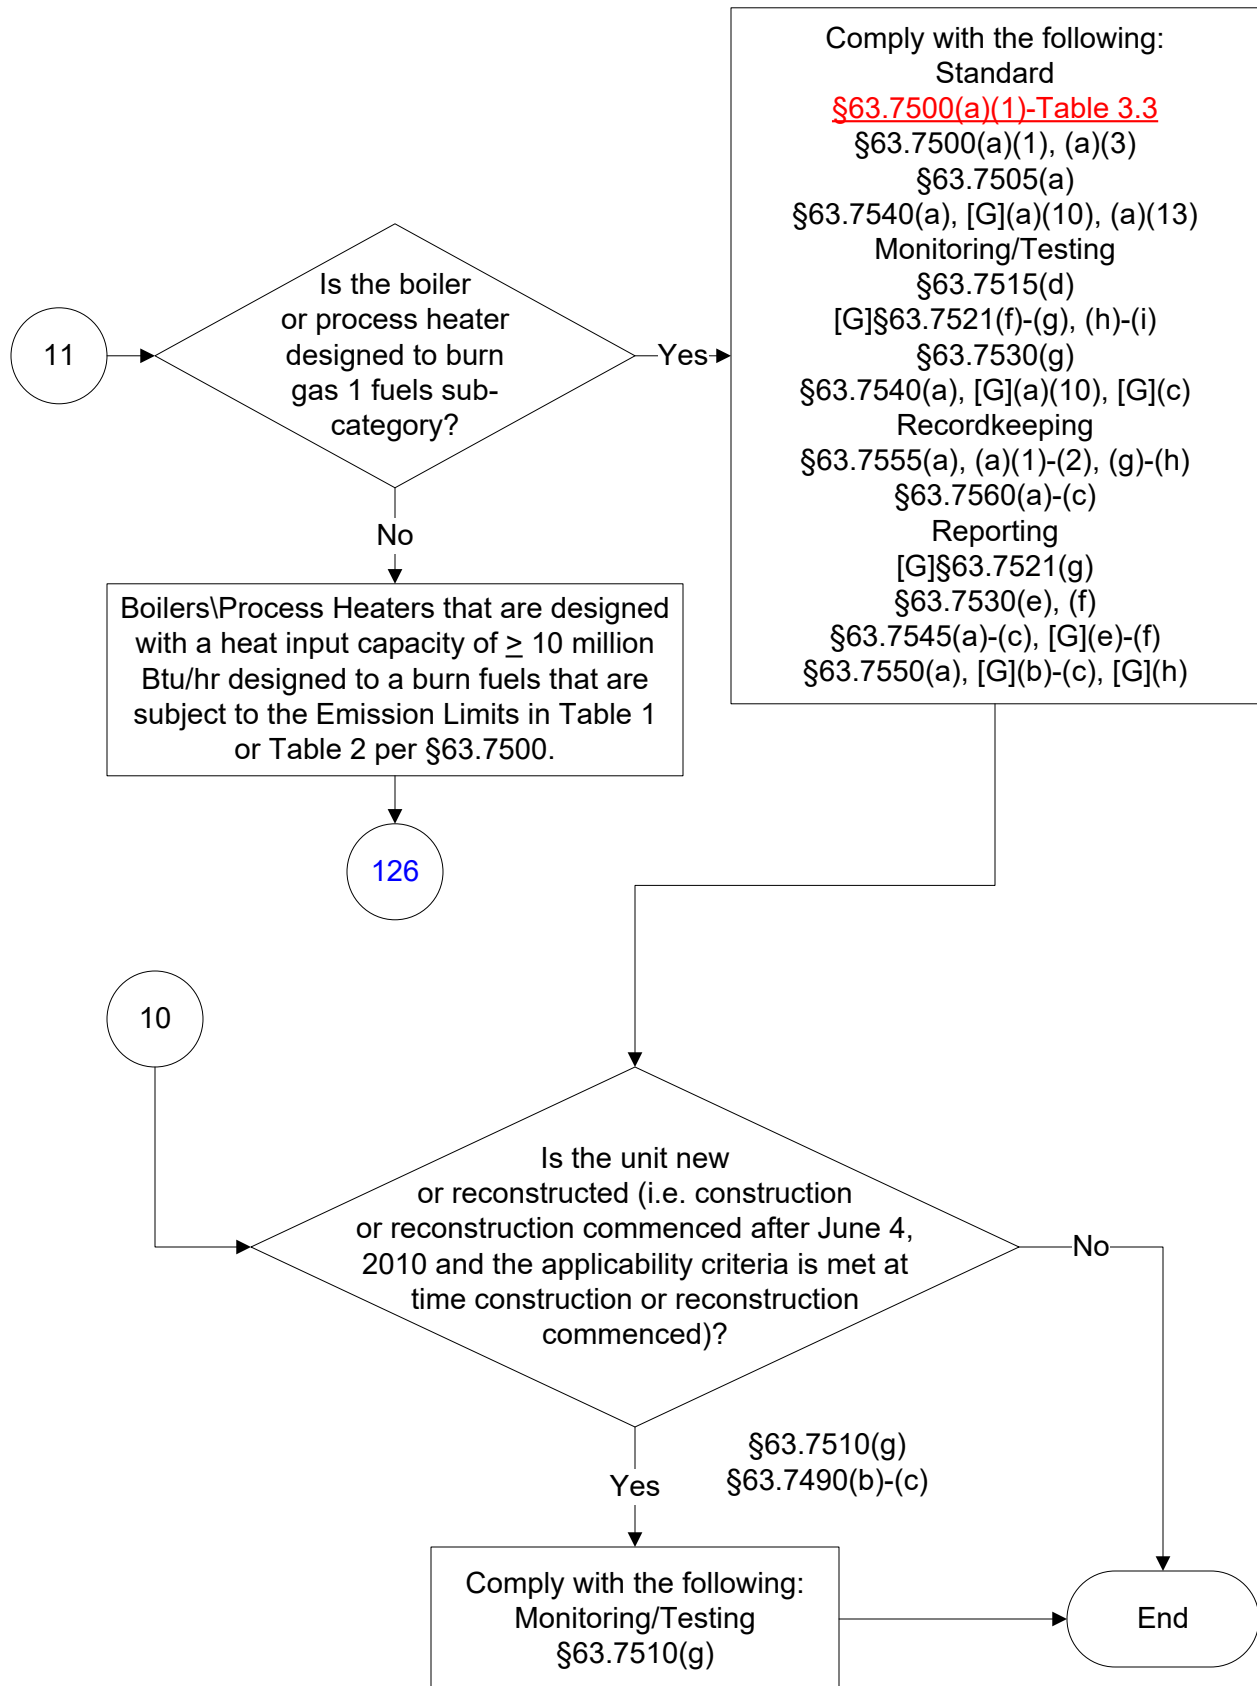 Comply with the following:
Standard
§63.7500(a)(1)-Table 3.3
§63.7500(a)(1), (a)(3)
§63.7505(a)
§63.7540(a), [G](a)(10), (a)(13)
Monitoring/Testing
§63.7515(d)
[G]§63.7521(f)-(g), (h)-(i)
§63.7530(g)
§63.7540(a), [G](a)(10), [G](c)
Recordkeeping
§63.7555(a), (a)(1)-(2), (g)-(h)
§63.7560(a)-(c)
Reporting
[G]§63.7521(g)
§63.7530(e), (f)
§63.7545(a)-(c), [G](e)-(f)
§63.7550(a), [G](b)-(c), [G](h)
11
Is the boiler
or process heater
designed to burn
gas 1 fuels sub-
category?
Yes
No
Boilers\Process Heaters that are designed
with a heat input capacity of ≥ 10 million
Btu/hr designed to a burn fuels that are
subject to the Emission Limits in Table 1
or Table 2 per §63.7500.
126
10
Is the unit new
or reconstructed (i.e. construction
or reconstruction commenced after June 4,
2010 and the applicability criteria is met at
time construction or reconstruction
commenced)?
No
Yes
§63.7510(g)
§63.7490(b)-(c)
Comply with the following:
Monitoring/Testing
§63.7510(g)
End